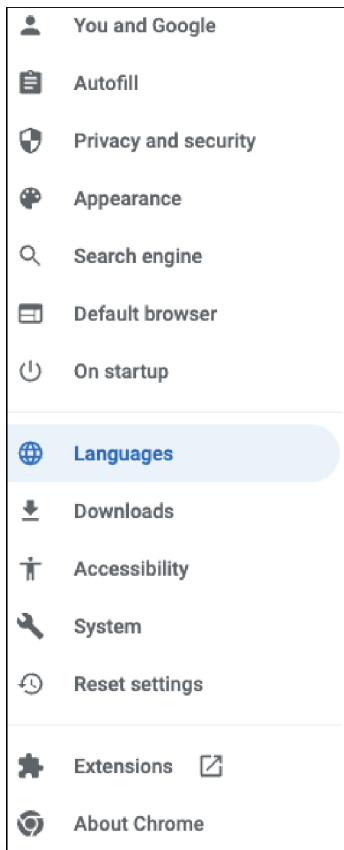 You and Google
Autofill
Privacy and security
Appearance
Search engine
Default browser
On startup
Languages
Downloads
Accessibility
System
Reset settings
Extensions
About Chrome